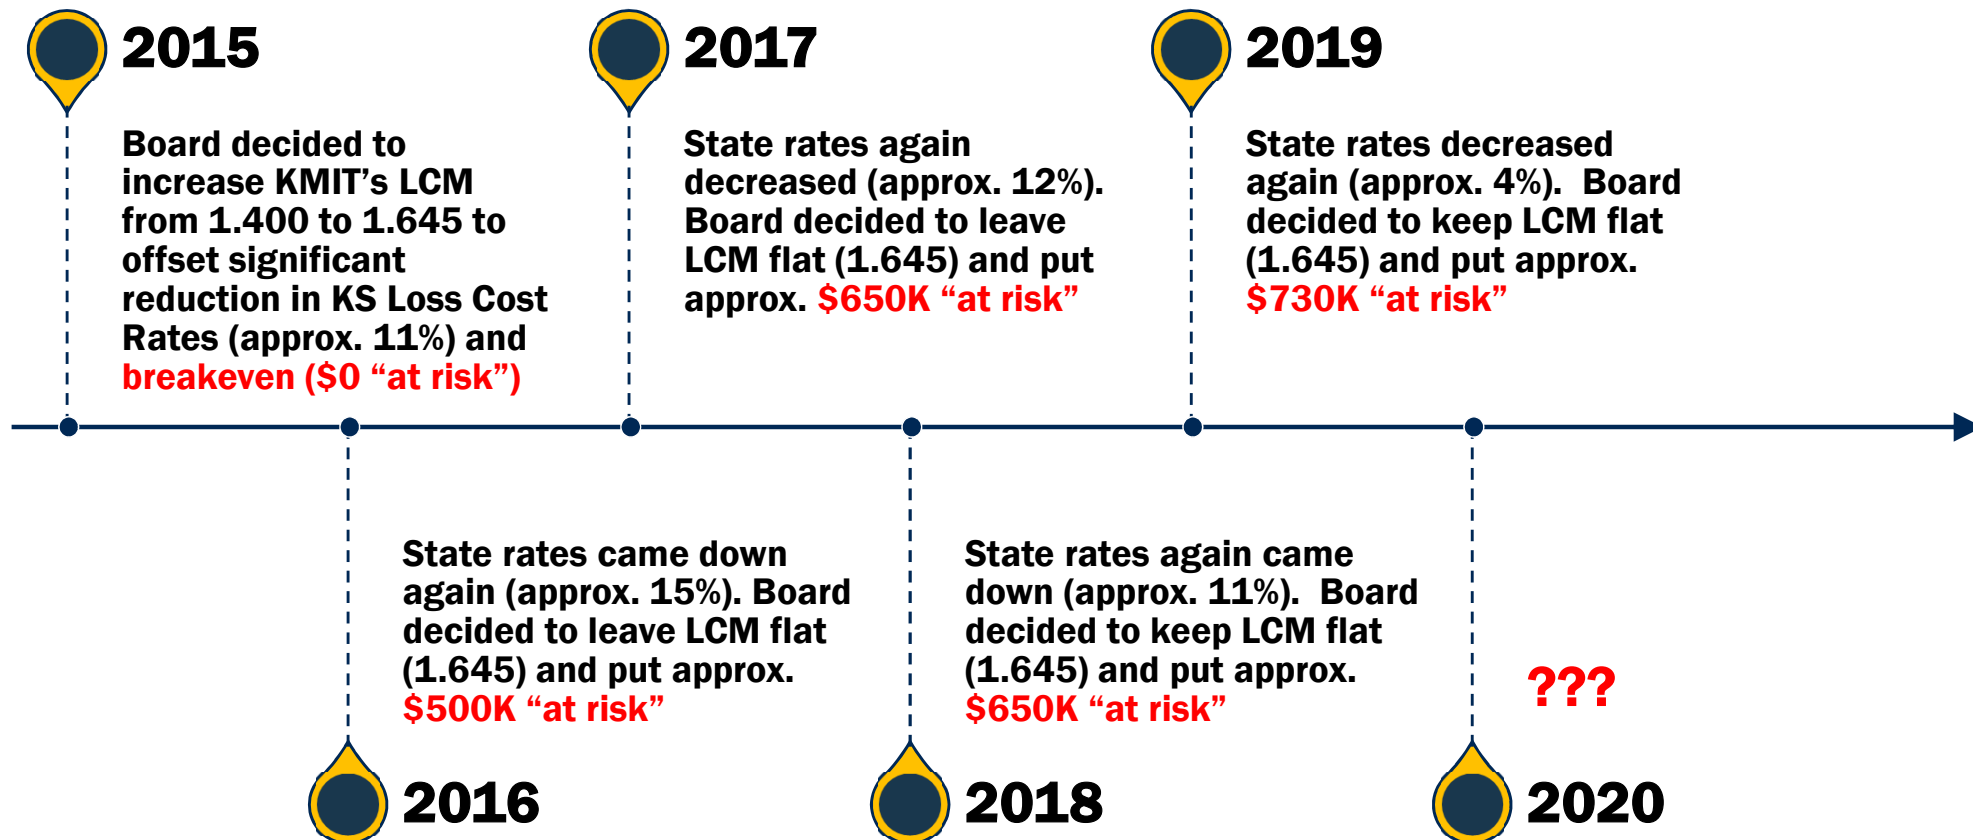 2015
Board decided to
increase KMIT’s LCM
from 1.400 to 1.645 to
offset significant
reduction in KS Loss Cost
Rates (approx. 11%) and
breakeven ($0 “at risk”)
2016
State rates came down
again (approx. 15%). Board
decided to leave LCM flat
(1.645) and put approx.
$500K “at risk”
2017
State rates again
decreased (approx. 12%).
Board decided to leave
LCM flat (1.645) and put
approx. $650K “at risk”
2018
State rates again came
down (approx. 11%).  Board
decided to keep LCM flat
(1.645) and put approx.
$650K “at risk”
2019
State rates decreased
again (approx. 4%).  Board
decided to keep LCM flat
(1.645) and put approx.
$730K “at risk”
2020
???